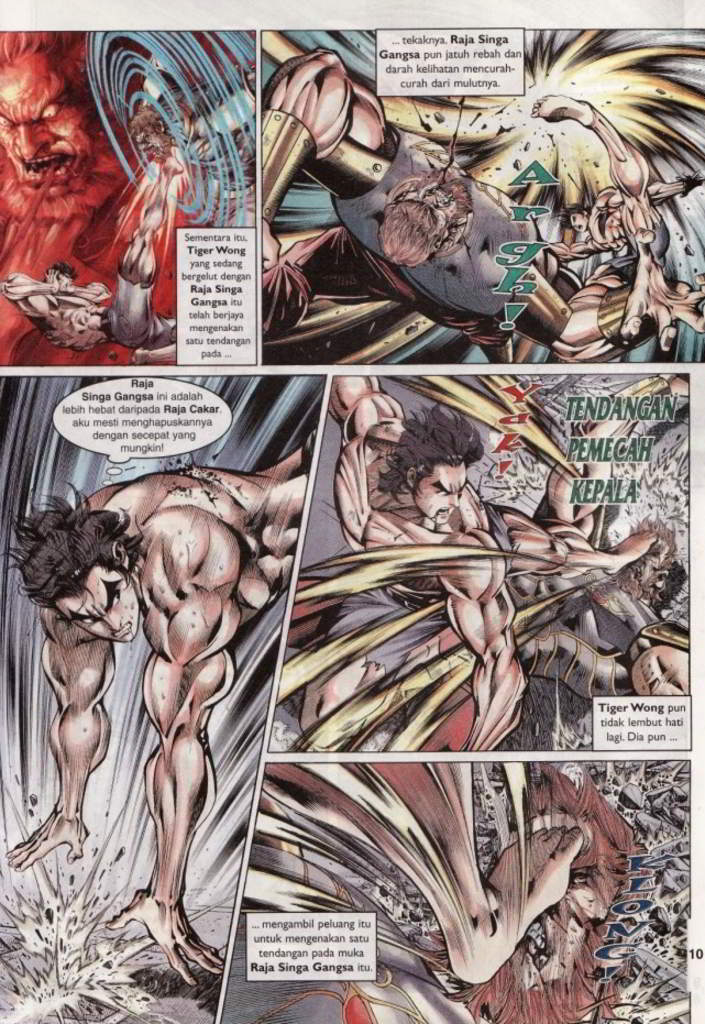 Sementara itu,
Tiger Wong
yang sedang
bergelut dengan
Raja Singa
Gangsa itu
telah berjaya
mengenakan
satu tendangan
pada ...
... tekaknya. Raja Singa
Gangsa pun jatuh rebah dan
darah kelihatan mencurah-
curah dari mulutnya.
Argh!
Raja
Singa Gangsa ini adalah
lebih hebat daripada Raja Cakar.
aku mesti menghapuskannya
dengan secepat yang
mungkin!
Yak!
TENDANGAN
PEMECAH
KEPALA
Tiger Wong pun
tidak lembut hati
lagi. Dia pun ...
... mengambil peluang itu
untuk mengenakan satu
tendangan pada muka
Raja Singa Gangsa itu.
KLONG!
10